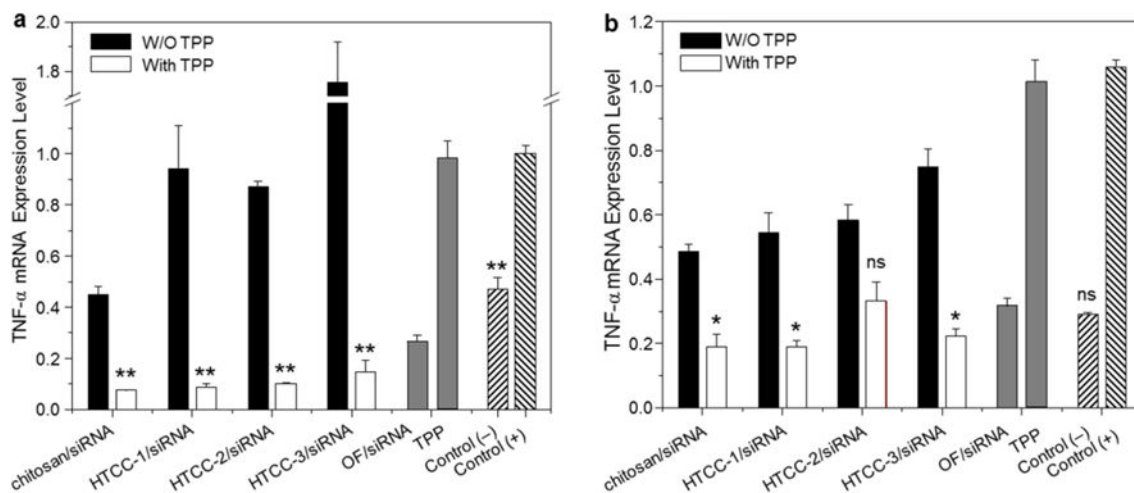 a
W/O TPP
With TPP
TNF-α mRNA Expression Level
2.0
1.8
1.0
0.8
0.6
0.4
0.2
0.0
**
**
**
**
**
chitosan/siRNA
HTCC-1/siRNA
HTCC-2/siRNA
HTCC-3/siRNA
OF/siRNA
TPP
Control (–)
Control (+)
b
W/O TPP
With TPP
TNF-α mRNA Expression Level
1.2
1.0
0.8
0.6
0.4
0.2
0.0
*
*
ns
*
ns
chitosan/siRNA
HTCC-1/siRNA
HTCC-2/siRNA
HTCC-3/siRNA
OF/siRNA
TPP
Control (–)
Control (+)